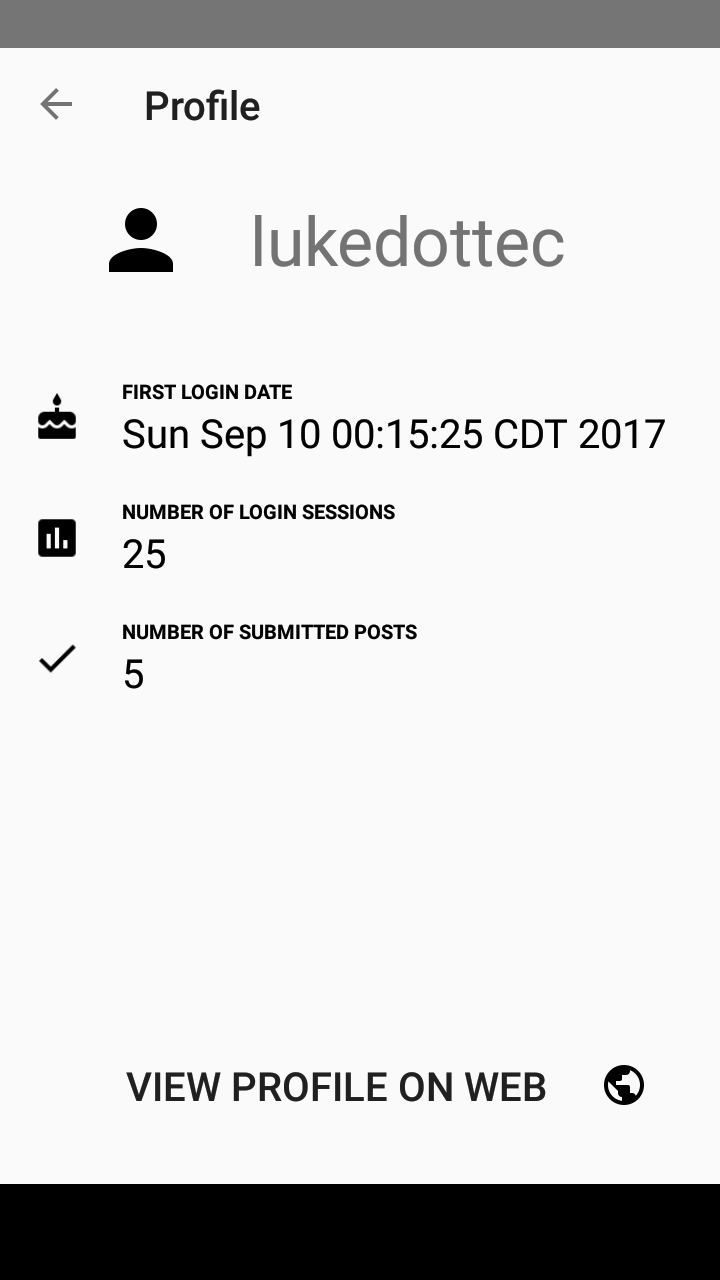 Profile
lukedottec
FIRST LOGIN DATE
Sun Sep 10 00:15:25 CDT 2017
NUMBER OF LOGIN SESSIONS
25
NUMBER OF SUBMITTED POSTS
5
VIEW PROFILE ON WEB